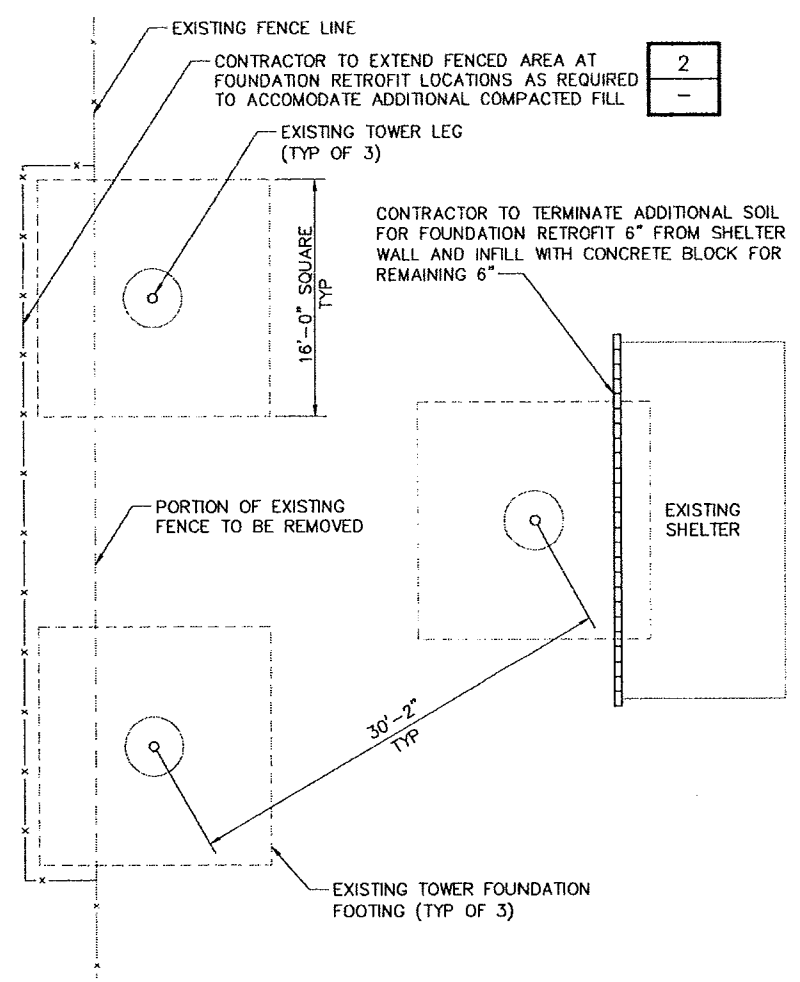 EXISTING FENCE LINE
CONTRACTOR TO EXTEND FENCED AREA AT
FOUNDATION RETROFIT LOCATIONS AS REQUIRED
TO ACCOMODATE ADDITIONAL COMPACTED FILL
2
-
EXISTING TOWER LEG
(TYP OF 3)
CONTRACTOR TO TERMINATE ADDITIONAL SOIL
FOR FOUNDATION RETROFIT 6" FROM SHELTER
WALL AND INFILL WITH CONCRETE BLOCK FOR
REMAINING 6"
16'-0" SQUARE
TYP
PORTION OF EXISTING
FENCE TO BE REMOVED
EXISTING
SHELTER
30'-2"
TYP
EXISTING TOWER FOUNDATION
FOOTING (TYP OF 3)